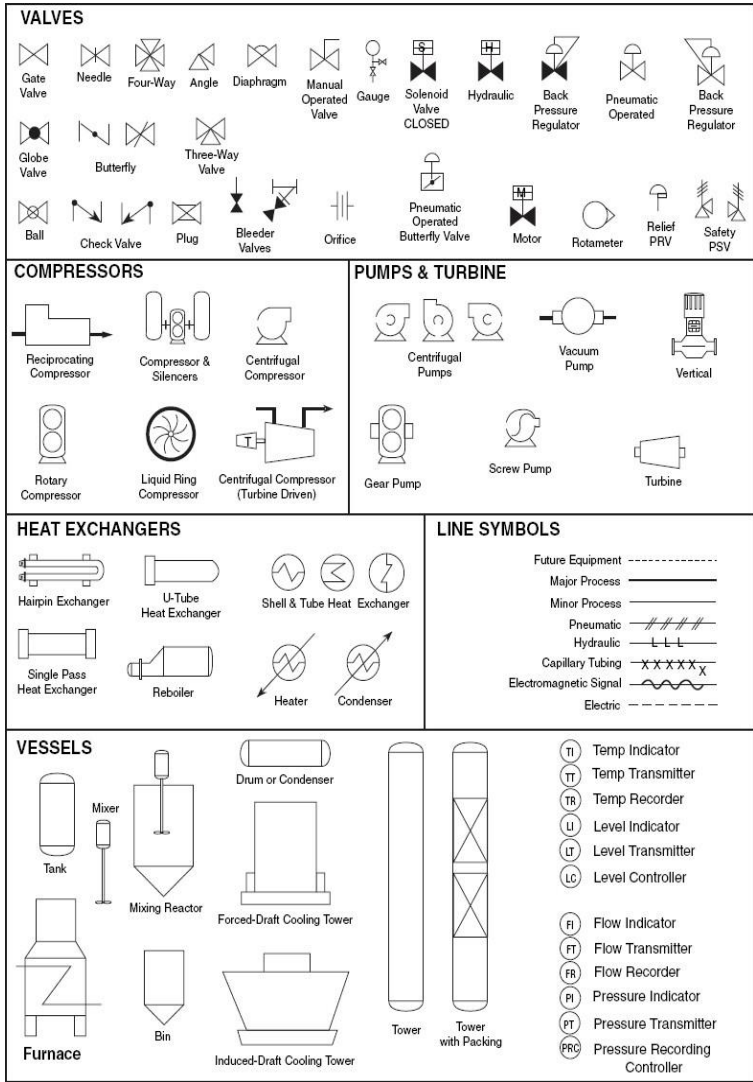 VALVES
Gate
Valve
Needle
Four-Way
Angle
Diaphragm
Manual
Operated
Valve
Gauge
S
Solenoid
Valve
CLOSED
H
Hydraulic
Back
Pressure
Regulator
Pneumatic
Operated
Back
Pressure
Regulator
Globe
Valve
Butterfly
Three-Way
Valve
Ball
Check Valve
Plug
Bleeder
Valves
Orifice
Pneumatic
Operated
Butterfly Valve
M
Motor
Rotameter
Relief
PRV
Safety
PSV
COMPRESSORS
Reciprocating
Compressor
Compressor &
Silencers
Centrifugal
Compressor
Rotary
Compressor
Liquid Ring
Compressor
T
Centrifugal Compressor
(Turbine Driven)
PUMPS & TURBINE
Centrifugal
Pumps
Vacuum
Pump
Vertical
Gear Pump
Screw Pump
Turbine
HEAT EXCHANGERS
Hairpin Exchanger
U-Tube
Heat Exchanger
Shell & Tube Heat Exchanger
Single Pass
Heat Exchanger
Reboiler
Heater
Condenser
LINE SYMBOLS
Future Equipment
Major Process
Minor Process
Pneumatic
Hydraulic L L L
Capillary Tubing X X X X X X
Electromagnetic Signal
Electric
VESSELS
Tank
Mixer
Mixing Reactor
Drum or Condenser
Forced-Draft Cooling Tower
Furnace
Bin
Induced-Draft Cooling Tower
Tower
Tower
with Packing
TI Temp Indicator
TT Temp Transmitter
TR Temp Recorder
LI Level Indicator
LT Level Transmitter
LC Level Controller
FI Flow Indicator
FT Flow Transmitter
FR Flow Recorder
PI Pressure Indicator
PT Pressure Transmitter
PRC Pressure Recording
Controller